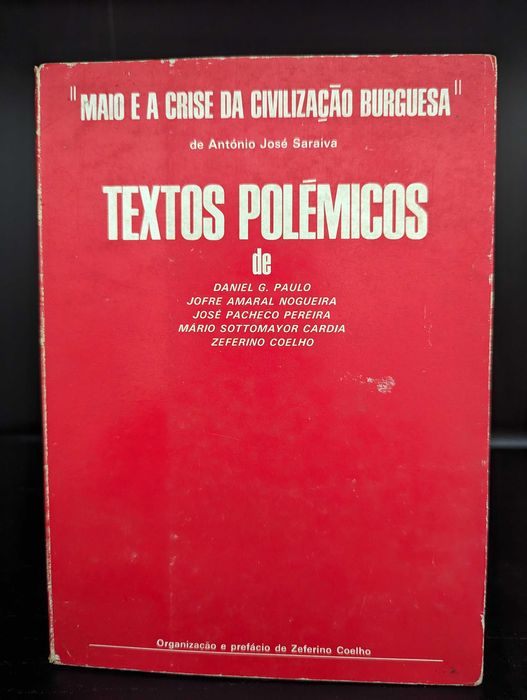 "MAIO E A CRISE DA CIVILIZAÇÃO BURGUESA"
de António José Saraiva
TEXTOS POLÉMICOS
de
DANIEL G. PAULO
JOFRE AMARAL NOGUEIRA
JOSÉ PACHECO PEREIRA
MÁRIO SOTTOMAYOR CARDIA
ZEFERINO COELHO
Organização e prefácio de Zeferino Coelho